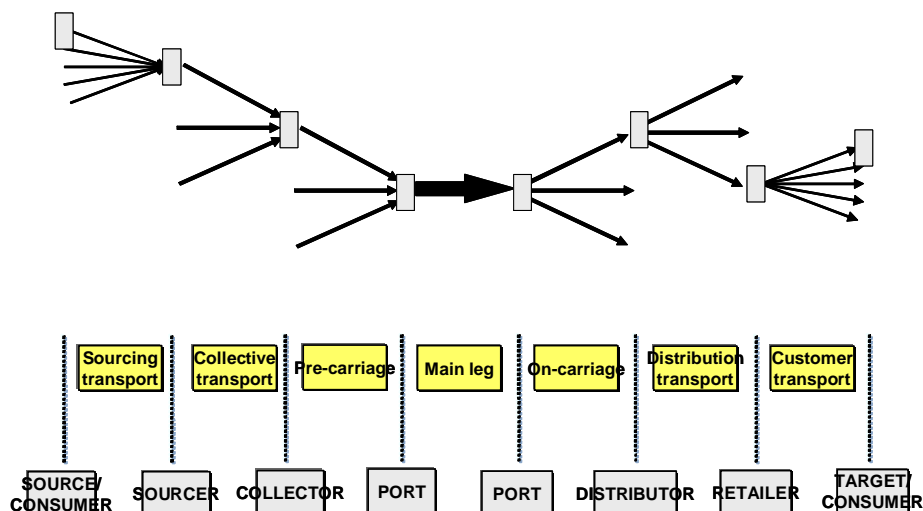 Sourcing
transport
Collective
transport
Pre-carriage
Main leg
On-carriage
Distribution
transport
Customer
transport
SOURCE/
CONSUMER
SOURCER
COLLECTOR
PORT
PORT
DISTRIBUTOR
RETAILER
TARGET/
CONSUMER